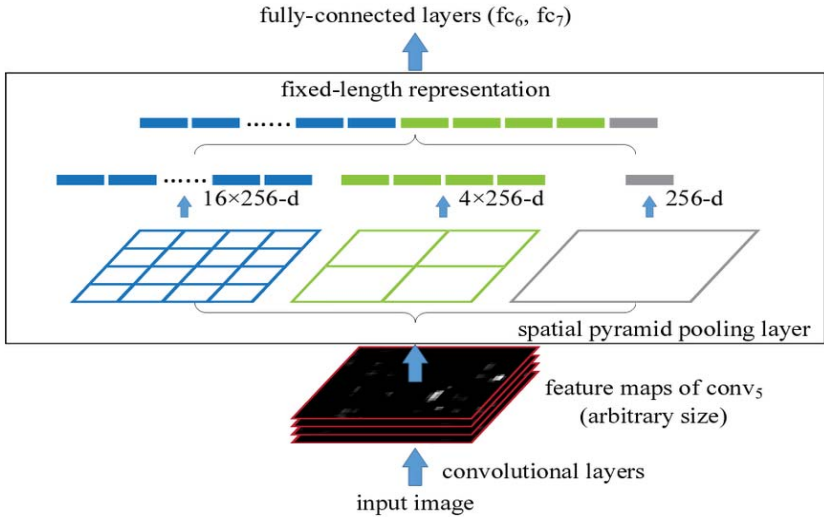 fully-connected layers (fc₆, fc₇)
fixed-length representation
......
......
16×256-d
4×256-d
256-d
spatial pyramid pooling layer
feature maps of conv₅
(arbitrary size)
convolutional layers
input image